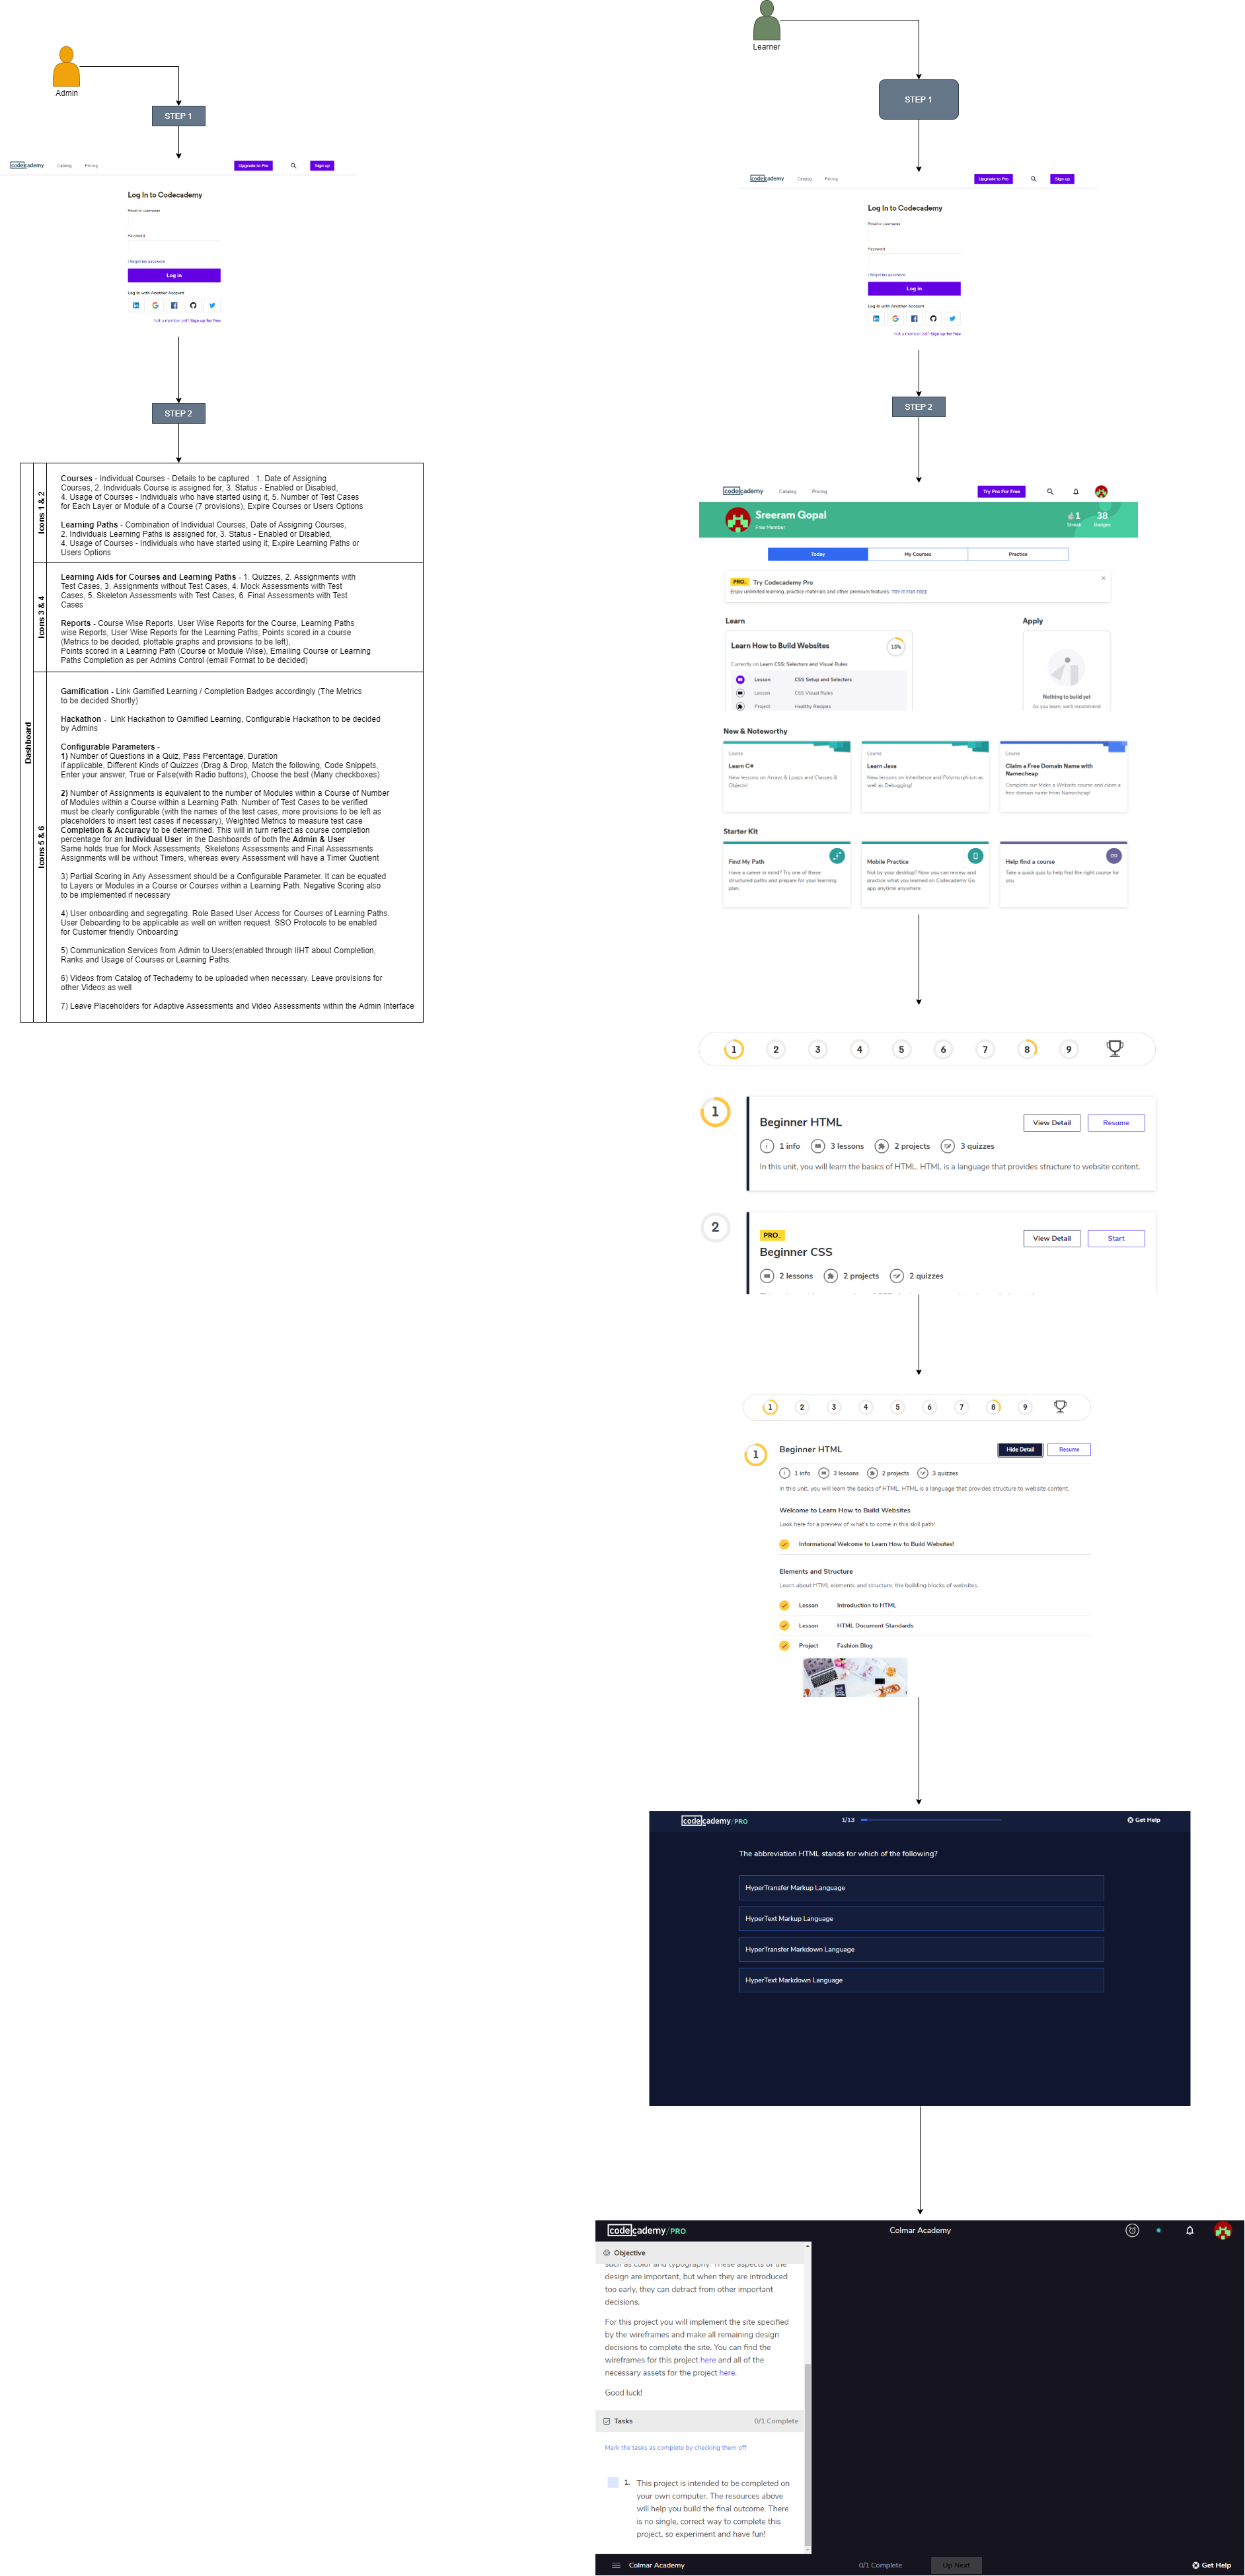 Admin
STEP 1
codecademy
Catalog
Pricing
Upgrade to Pro
Sign up
Log In to Codecademy
Email or username
Password
I forgot my password
Log in
Log In with Another Account
Not a member yet? Sign up for free
STEP 2
Dashboard
Icons 1 & 2
Courses - Individual Courses - Details to be captured : 1. Date of Assigning
Courses, 2. Individuals Course is assigned for, 3. Status - Enabled or Disabled,
4. Usage of Courses - Individuals who have started using it, 5. Number of Test Cases
for Each Layer or Module of a Course (7 provisions), Expire Courses or Users Options
Learning Paths - Combination of Individual Courses, Date of Assigning Courses,
2. Individuals Learning Path is assigned for, 3. Status - Enabled or Disabled,
4. Usage of Courses - Individuals who have started using it, Expire Learning Paths or
Users Options
Icons 3 & 4
Learning Aids for Courses and Learning Paths - 1. Quizzes, 2. Assignments with
Test Cases, 3. Assignments without Test Cases, 4. Mock Assessments with Test
Cases, 5. Skeleton Assessments with Test Cases, 6. Final Assessments with Test
Cases
Reports - Course Wise Reports, User Wise Reports for the Course, Learning Paths
wise Reports, User Wise Reports for the Learning Paths, Points scored in a course
(Metrics to be decided, plottable graphs and provisions to be left),
Points scored in a Learning Path (Course or Module Wise), Emailing Course or Learning
Paths Completion as per Admins Control (email Format to be decided)
Icons 5 & 6
Gamification - Link Gamified Learning / Completion Badges accordingly (The Metrics
to be decided Shortly)
Hackathon - Link Hackathon to Gamified Learning, Configurable Hackathon to be decided
by Admins
Configurable Parameters -
1) Number of Questions in a Quiz, Pass Percentage, Duration
if applicable, Different Kinds of Quizzes (Drag & Drop, Match the following, Code Snippets,
Enter your answer, True or False(with Radio buttons), Choose the best (Many checkboxes)
2) Number of Assignments is equivalent to the number of Modules within a Course of Number
of Modules within a Course within a Learning Path. Number of Test Cases to be verified
must be clearly configurable (with the names of the test cases, more provisions to be left as
placeholders to insert test cases if necessary), Weighted Metrics to measure test case
Completion & Accuracy to be determined. This will in turn reflect as course completion
percentage for an Individual User in the Dashboards of both the Admin & User
Same holds true for Mock Assessments, Skeletons Assessments and Final Assessments
Assignments will be without Timers, whereas every Assessment will have a Timer Quotient
3) Partial Scoring in Any Assessment should be a Configurable Parameter. It can be equated
to Layers or Modules in a Course or Courses within a Learning Path. Negative Scoring also
to be implemented if necessary
4) User onboarding and segregating. Role Based User Access for Courses of Learning Paths.
User Deboarding to be applicable as well on written request. SSO Protocols to be enabled
for Customer friendly Onboarding
5) Communication Services from Admin to Users(enabled through IIHT about Completion,
Ranks and Usage of Courses or Learning Paths.
6) Videos from Catalog of Techademy to be uploaded when necessary. Leave provisions for
other Videos as well
7) Leave Placeholders for Adaptive Assessments and Video Assessments within the Admin Interface
Learner
STEP 1
codecademy
Catalog
Pricing
Upgrade to Pro
Sign up
Log In to Codecademy
Email or username
Password
I forgot my password
Log in
Log In with Another Account
Not a member yet? Sign up for free
STEP 2
codecademy
Catalog
Pricing
Try Pro For Free
Sreeram Gopal
Free Member
1
Streak
38
Badges
Today
My Courses
Practice
PRO
Try Codecademy Pro
Enjoy unlimited learning, practice materials and other premium features. TRY IT FOR FREE
Learn
Apply
Learn How to Build Websites
13%
Currently on Learn CSS: Selectors and Visual Rules
Lesson CSS Setup and Selectors
Lesson CSS Visual Rules
Project Healthy Recipes
Nothing to build yet
As you learn, we'll recommend
New & Noteworthy
Course
Learn C#
New lessons on Arrays & Loops and Classes &
Objects!
Course
Learn Java
New lessons on Inheritance and Polymorphism as
well as Debugging!
Course
Claim a Free Domain Name with
Namecheap
Complete our Make a Website course and claim a
free domain name from Namecheap!
Starter Kit
Find My Path
Have a career in mind? Try one of these
structured paths and prepare for your learning
plan.
Mobile Practice
Not by your desktop? Now you can review and
practice what you learned on Codecademy Go
app anytime anywhere
Help find a course
Take a quick quiz to help find the right course for
you
1 2 3 4 5 6 7 8 9
1
Beginner HTML
View Detail
Resume
1 info 3 lessons 2 projects 3 quizzes
In this unit, you will learn the basics of HTML. HTML is a language that provides structure to website content.
2
PRO
Beginner CSS
View Detail
Start
2 lessons 2 projects 2 quizzes
1 2 3 4 5 6 7 8 9
1
Beginner HTML
Hide Detail
Resume
1 info 3 lessons 2 projects 3 quizzes
In this unit, you will learn the basics of HTML. HTML is a language that provides structure to website content.
Welcome to Learn How to Build Websites
Look here for a preview of what's to come in this skill path!
Informational Welcome to Learn How to Build Websites!
Elements and Structure
Learn about HTML elements and structure, the building blocks of websites.
Lesson Introduction to HTML
Lesson HTML Document Standards
Project Fashion Blog
codecademy/PRO
1/13
Get Help
The abbreviation HTML stands for which of the following?
HyperTransfer Markup Language
HyperText Markup Language
HyperTransfer Markdown Language
HyperText Markdown Language
codecademy/PRO
Colmar Academy
Objective
such as color and typography. These aspects of the
design are important, but when they are introduced
too early, they can detract from other important
decisions.
For this project you will implement the site specified
by the wireframes and make all remaining design
decisions to complete the site. You can find the
wireframes for this project here and all of the
necessary assets for the project here.
Good luck!
Tasks
0/1 Complete
Mark the tasks as complete by checking them off
1. This project is intended to be completed on
your own computer. The resources above
will help you build the final outcome. There
is no single, correct way to complete this
project, so experiment and have fun!
Colmar Academy
0/1 Complete
Up Next
Get Help